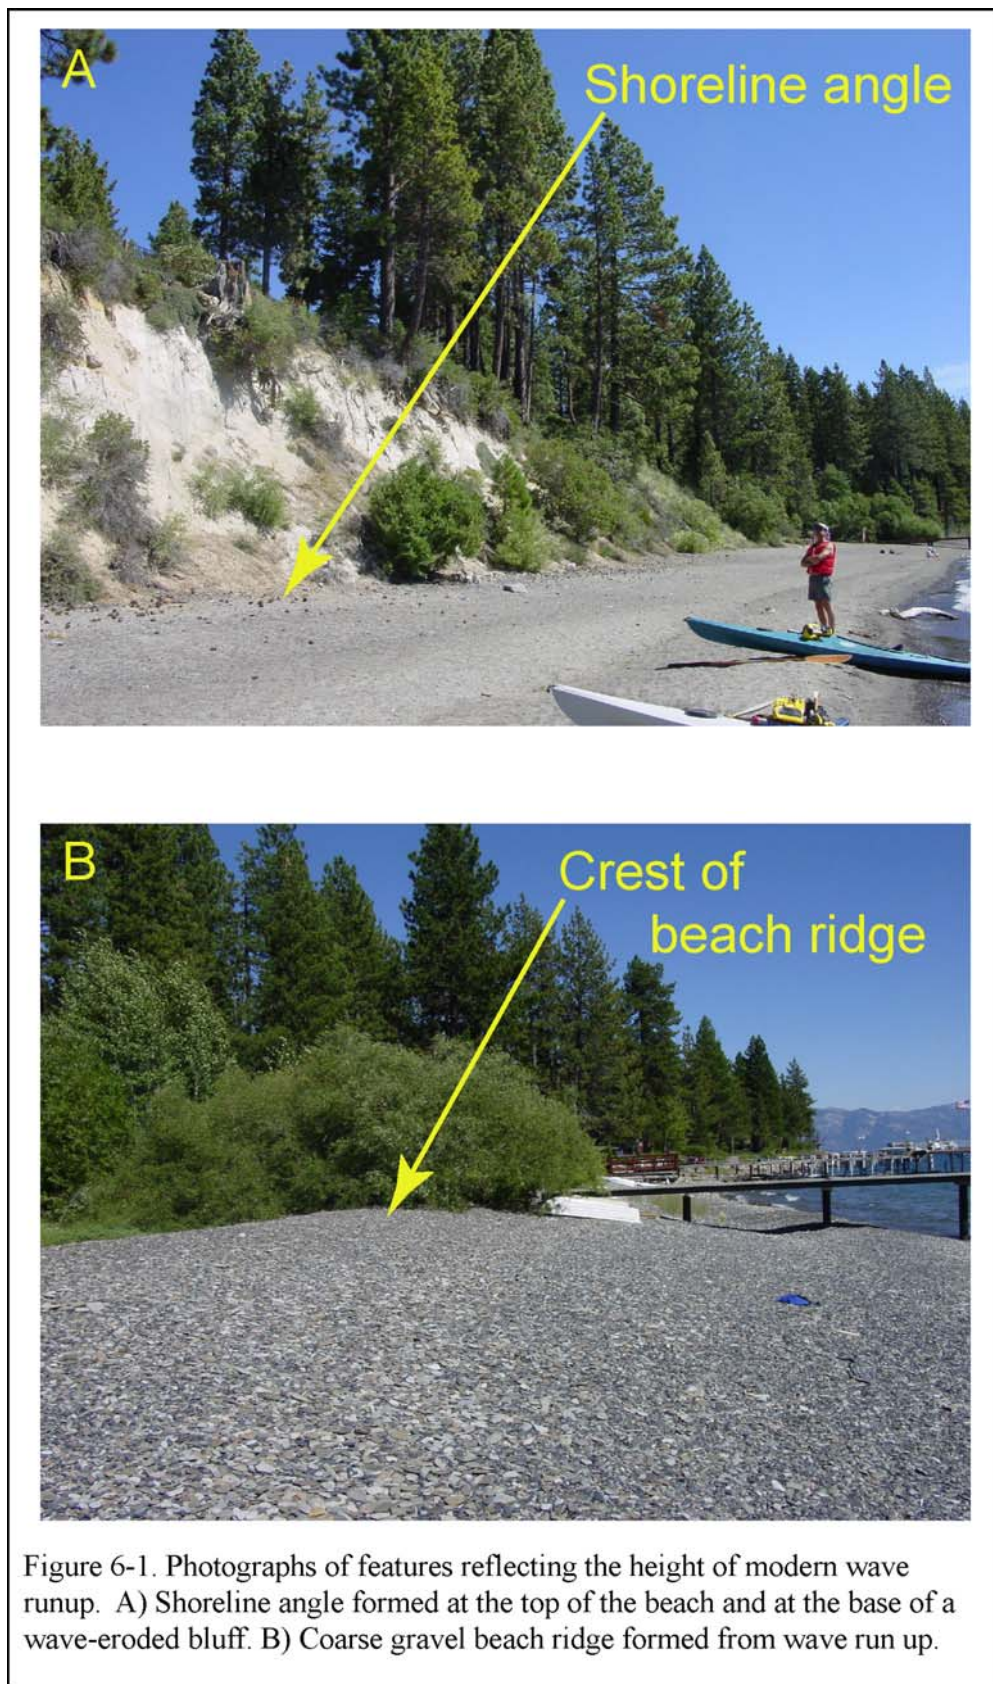 A
Shoreline angle
B
Crest of
beach ridge
Figure 6-1. Photographs of features reflecting the height of modern wave
runup.  A) Shoreline angle formed at the top of the beach and at the base of a
wave-eroded bluff. B) Coarse gravel beach ridge formed from wave run up.